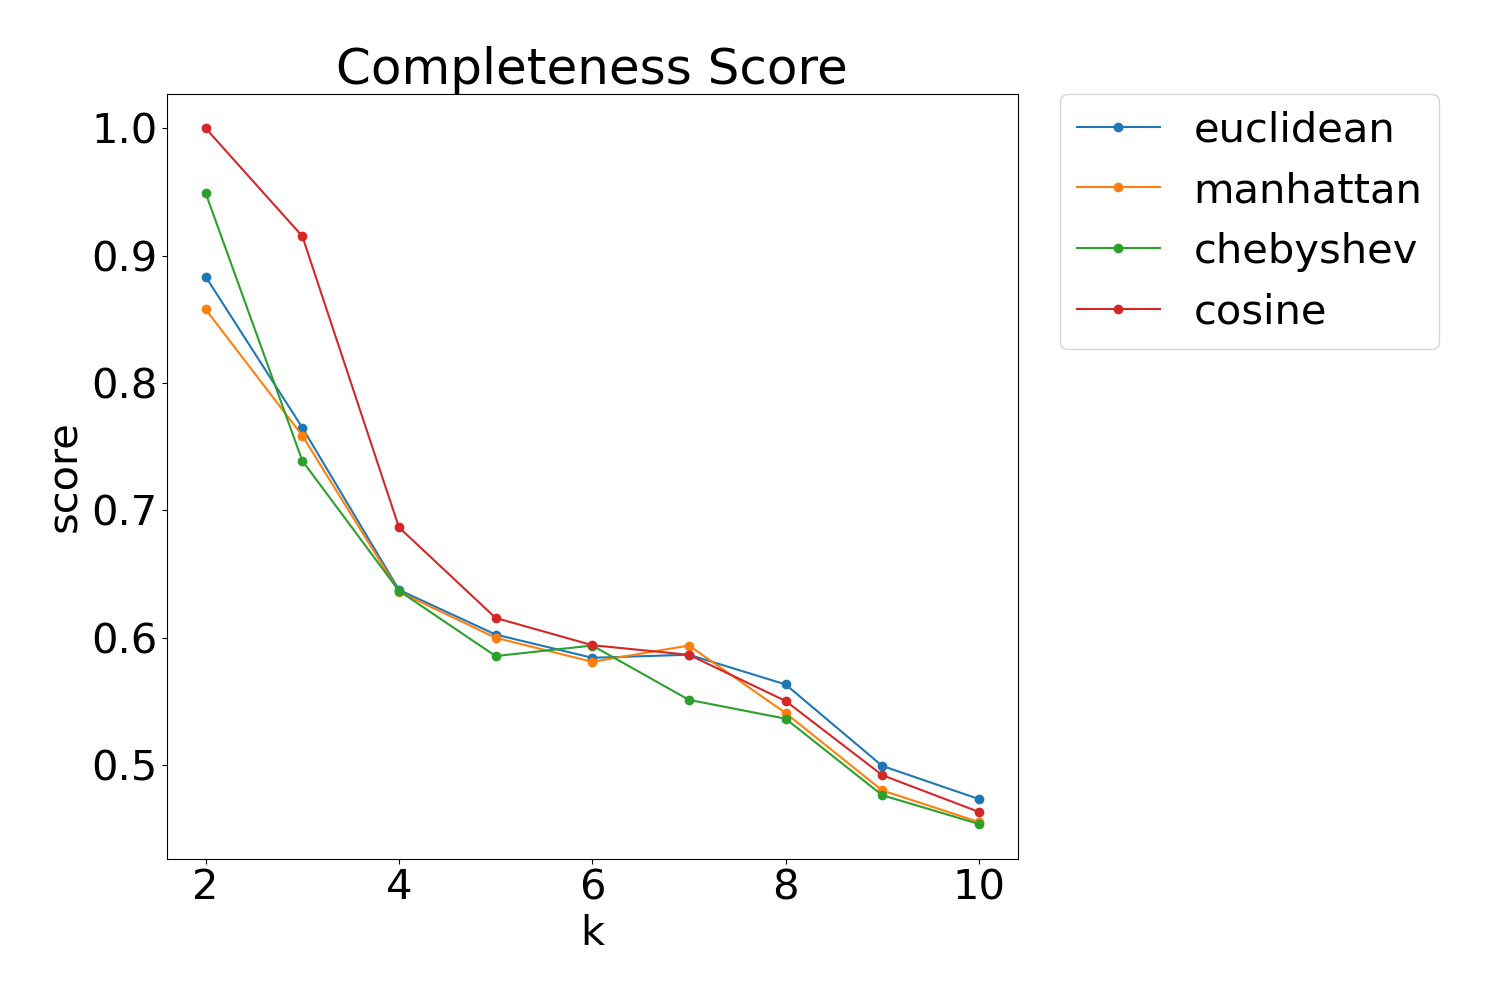 Completeness Score
1.0
0.9
0.8
0.7
0.6
0.5
score
2 4 6 8 10
k
euclidean
manhattan
chebyshev
cosine